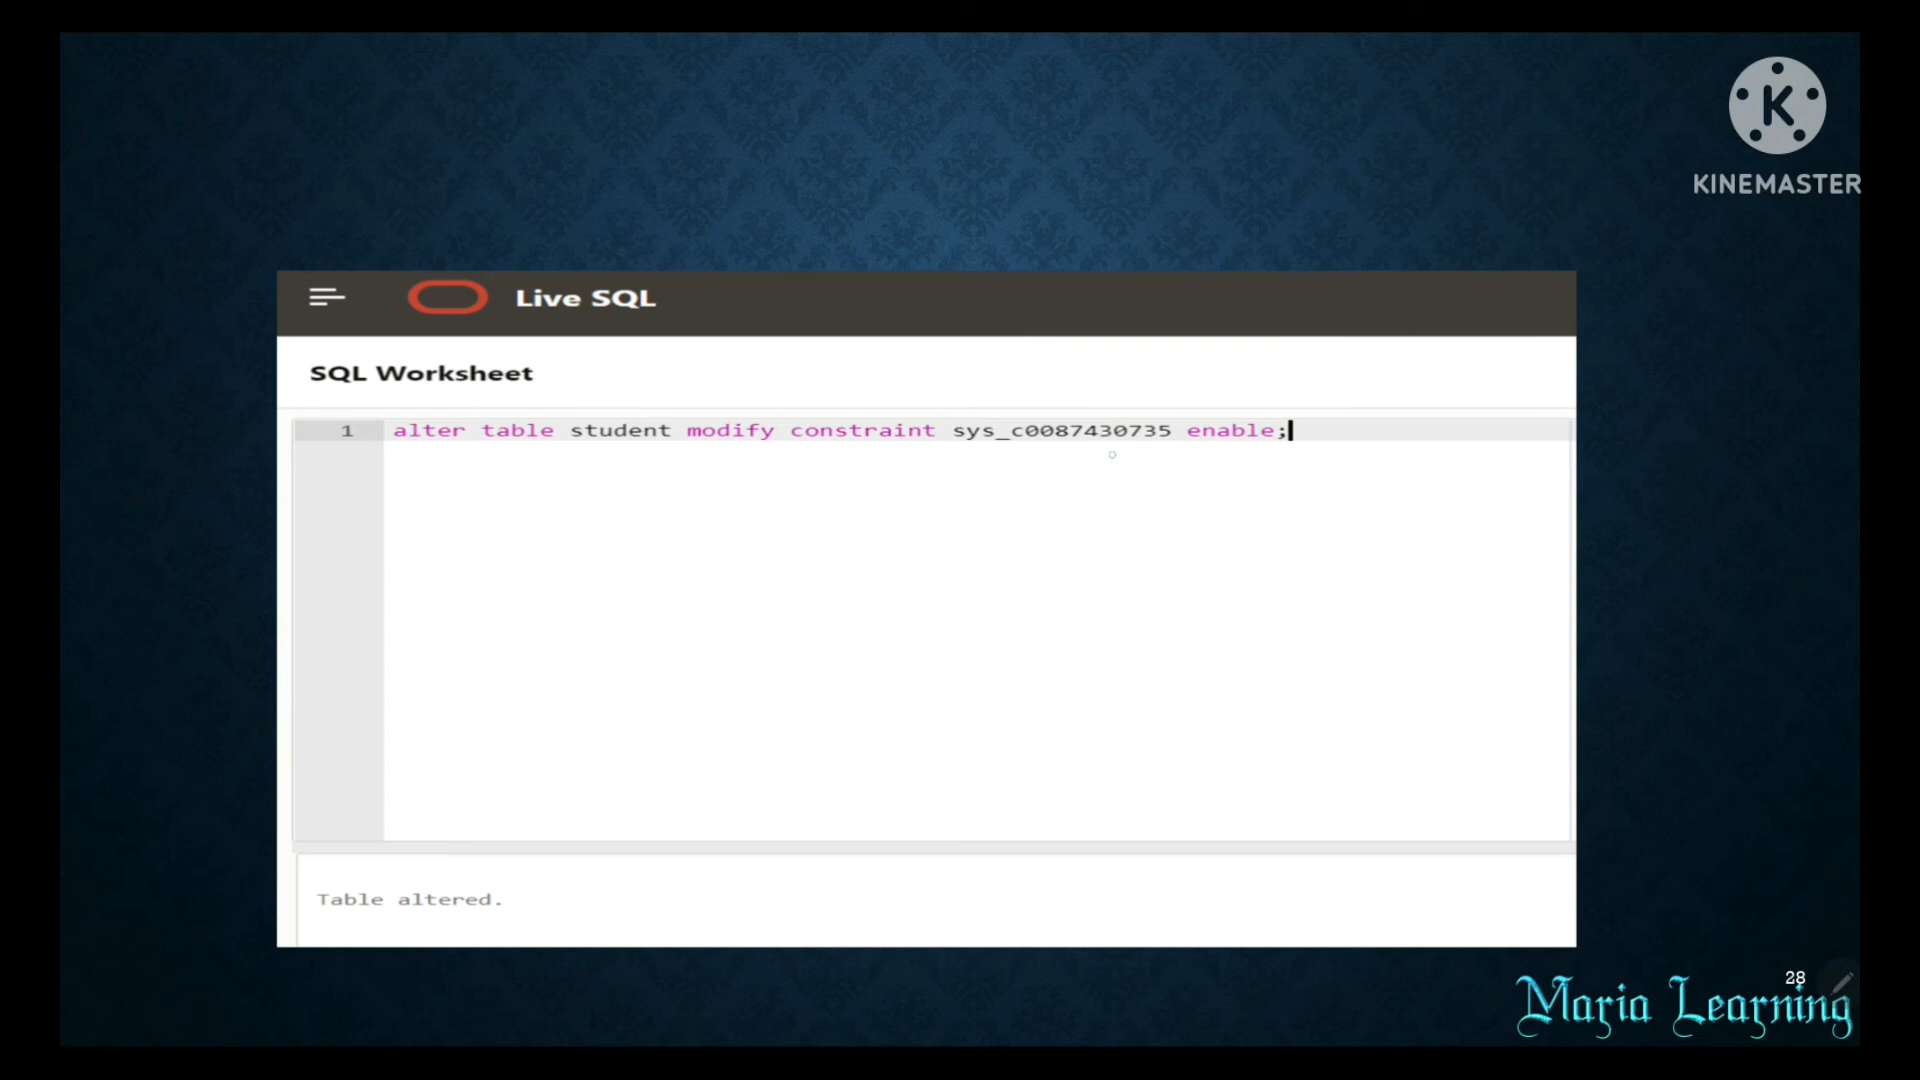 K
KINEMASTER
Live SQL
SQL Worksheet
1 alter table student modify constraint sys_c0087430735 enable;
Table altered.
28
Maria Learning